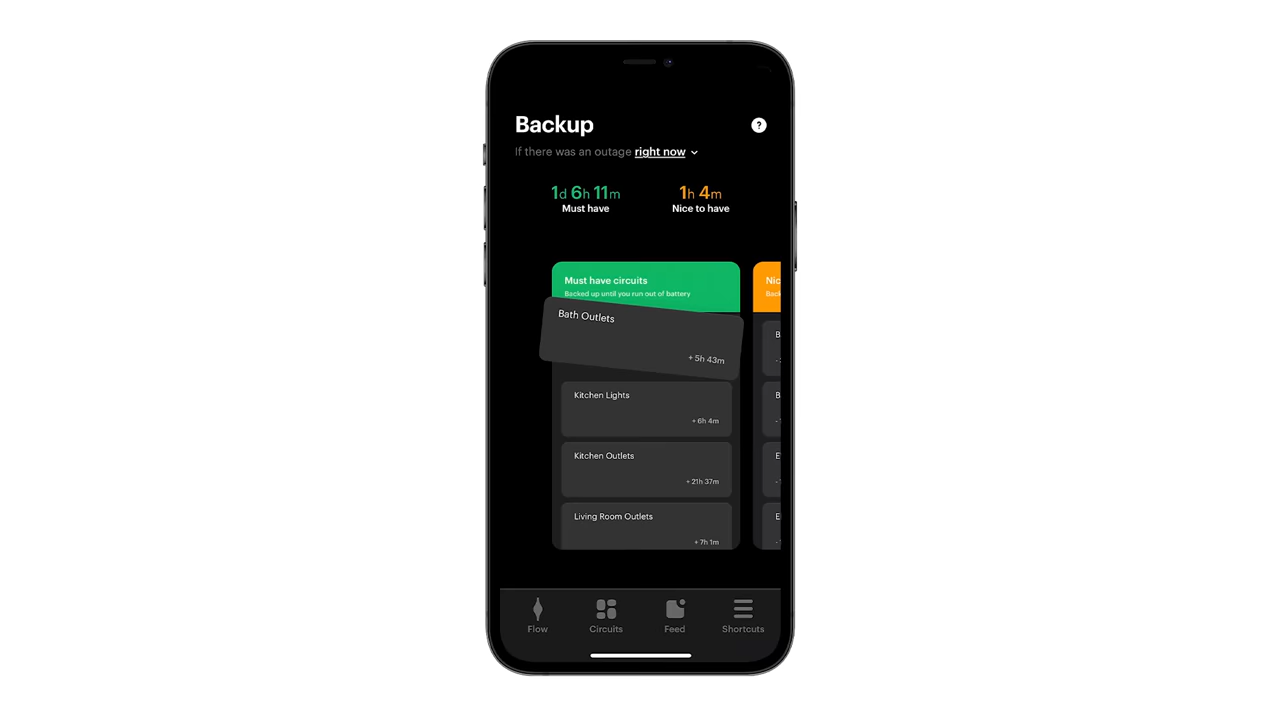 Backup
?
If there was an outage right now
1d 6h 11m
Must have
1h 4m
Nice to have
Must have circuits
Backed up until you run out of battery
Bath Outlets
+ 5h 43m
Kitchen Lights
+ 6h 4m
Kitchen Outlets
+ 21h 37m
Living Room Outlets
+ 7h 1m
Flow
Circuits
Feed
Shortcuts